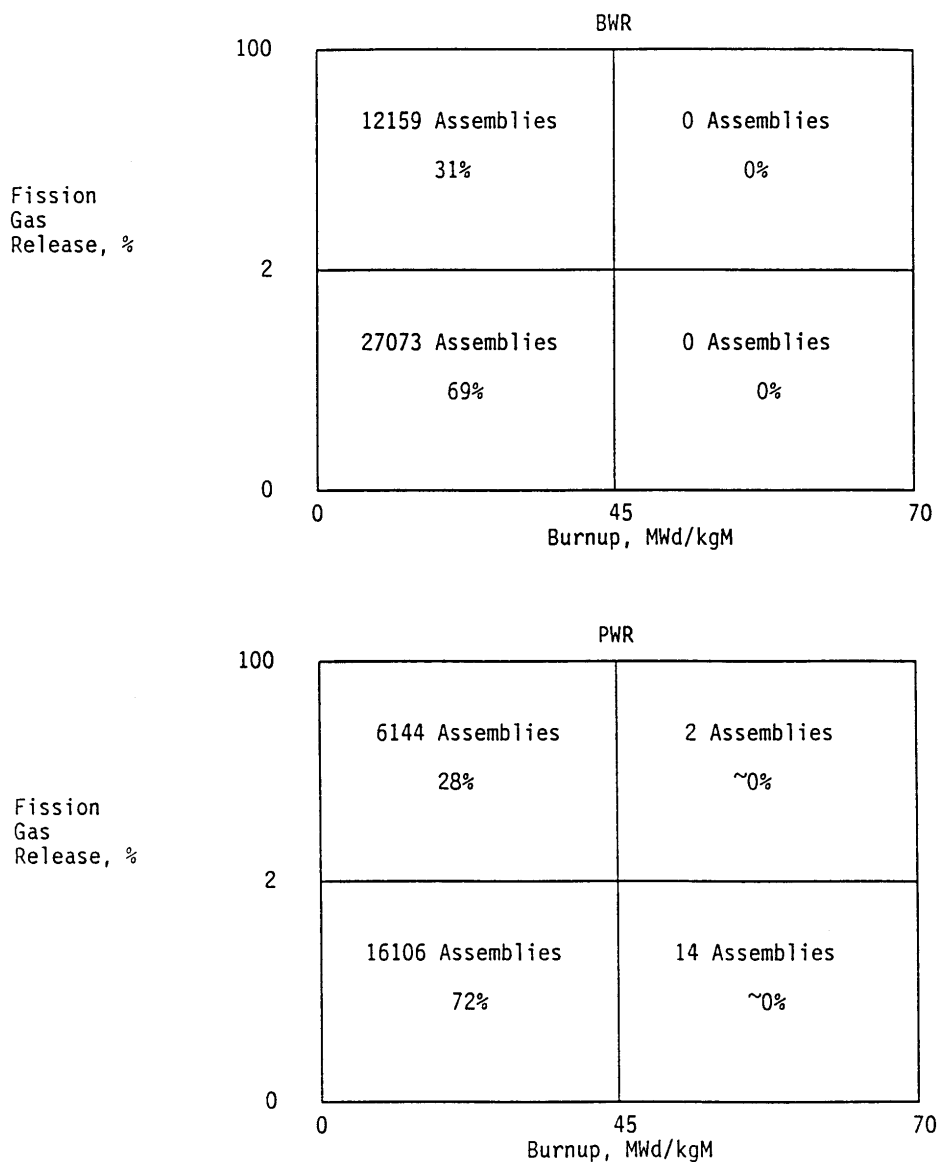 BWR
100
12159 Assemblies
0 Assemblies
31%
0%
Fission
Gas
Release, %
2
27073 Assemblies
0 Assemblies
69%
0%
0
0
45
70
Burnup, MWd/kgM
PWR
100
6144 Assemblies
2 Assemblies
28%
~0%
Fission
Gas
Release, %
2
16106 Assemblies
14 Assemblies
72%
~0%
0
0
45
70
Burnup, MWd/kgM